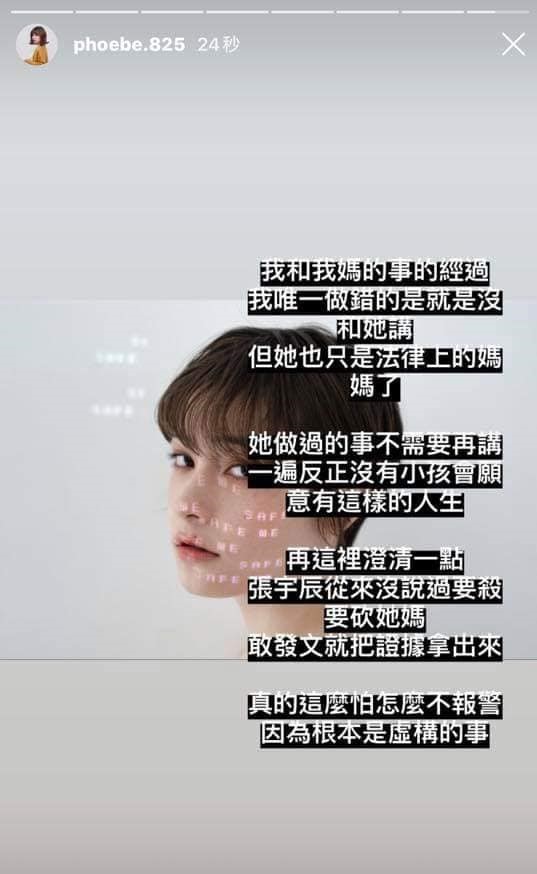 phoebe.825 24秒
我和我媽的事的經過
我唯一做錯的是就是沒
和她講
但她也只是法律上的媽
媽了
她做過的事不需要再講
一遍反正沒有小孩會願
意有這樣的人生
再這裡澄清一點
張宇辰從來沒說過要殺
要砍她媽
敢發文就把證據拿出來
真的這麼怕怎麼不報警
因為根本是虛構的事
SAFE
ME
SAFE ME
SAFE
SAFE